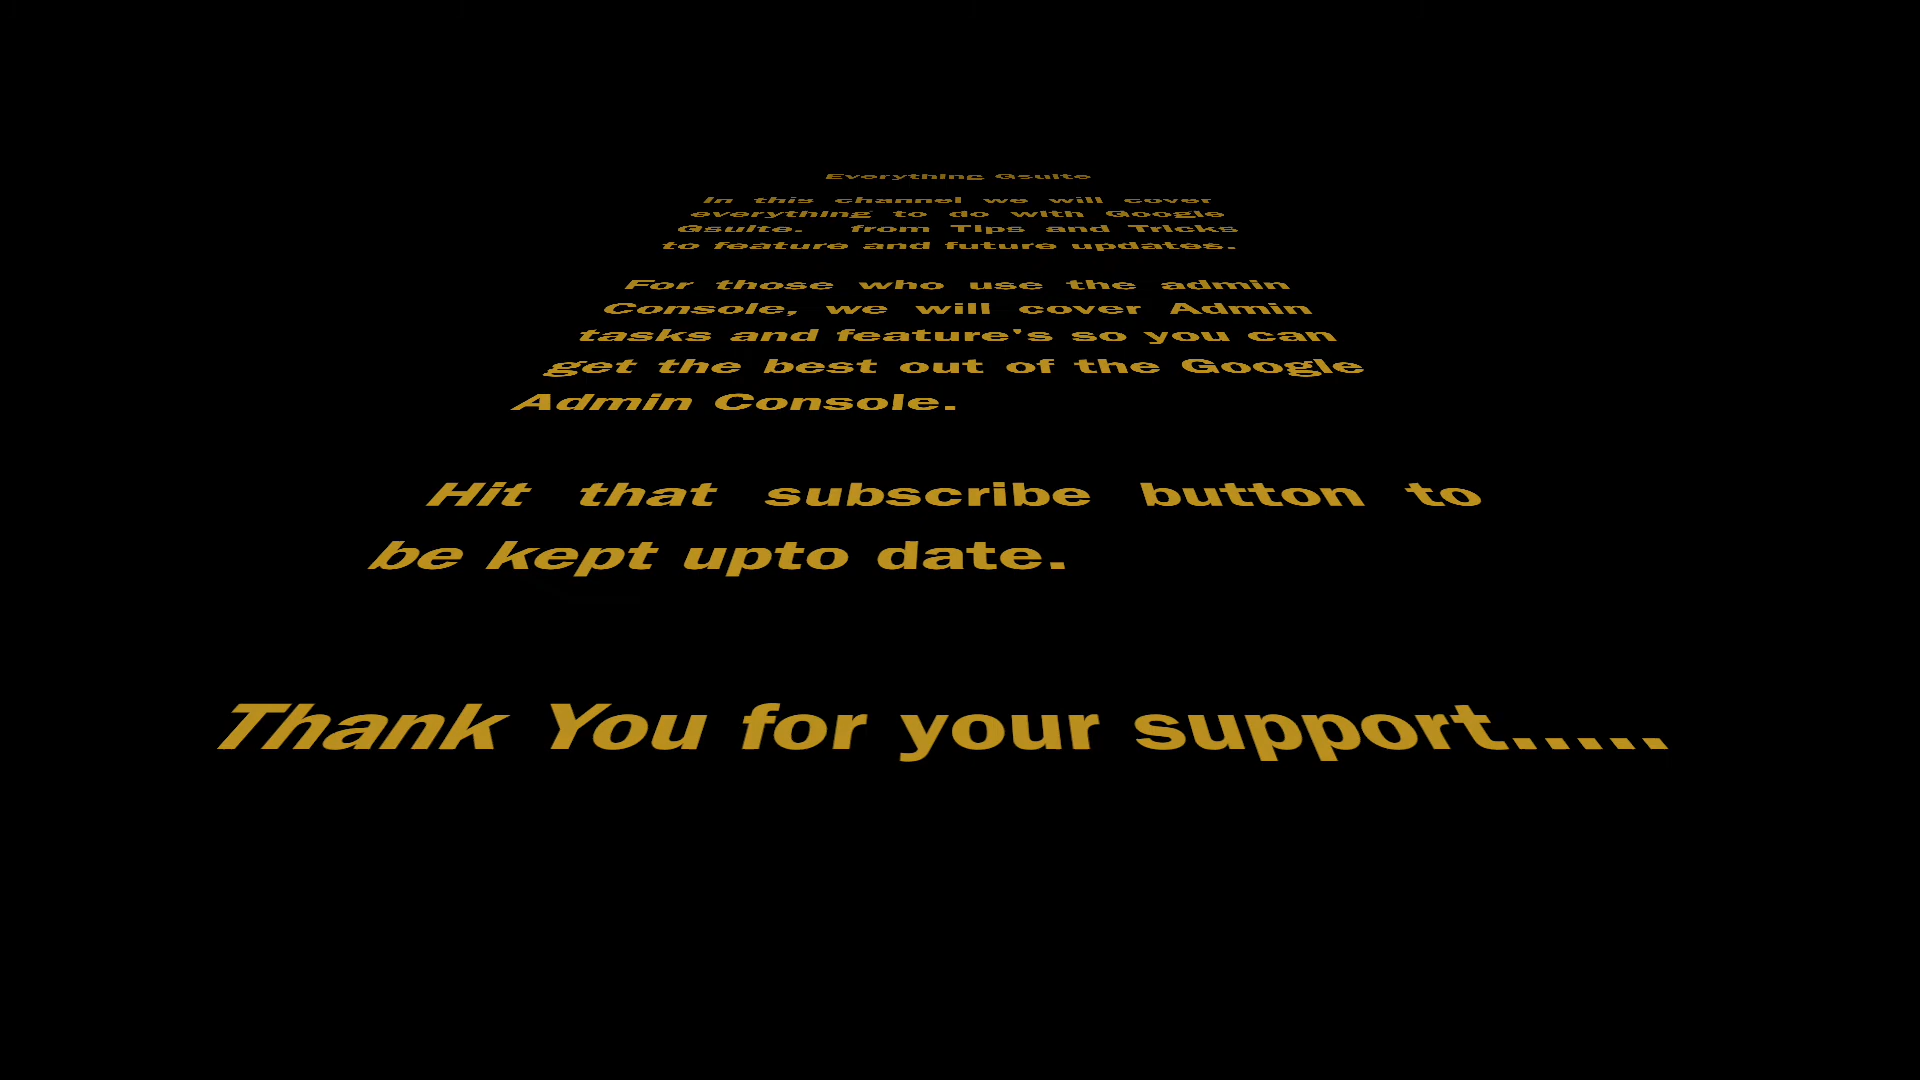 Everything Gsuite
In this channel we will cover
everything to do with Google
Gsuite. from Tips and Tricks
to feature and future updates.
For those who use the admin
Console, we will cover Admin
tasks and feature's so you can
get the best out of the Google
Admin Console.
Hit that subscribe button to
be kept upto date.
Thank You for your support.....